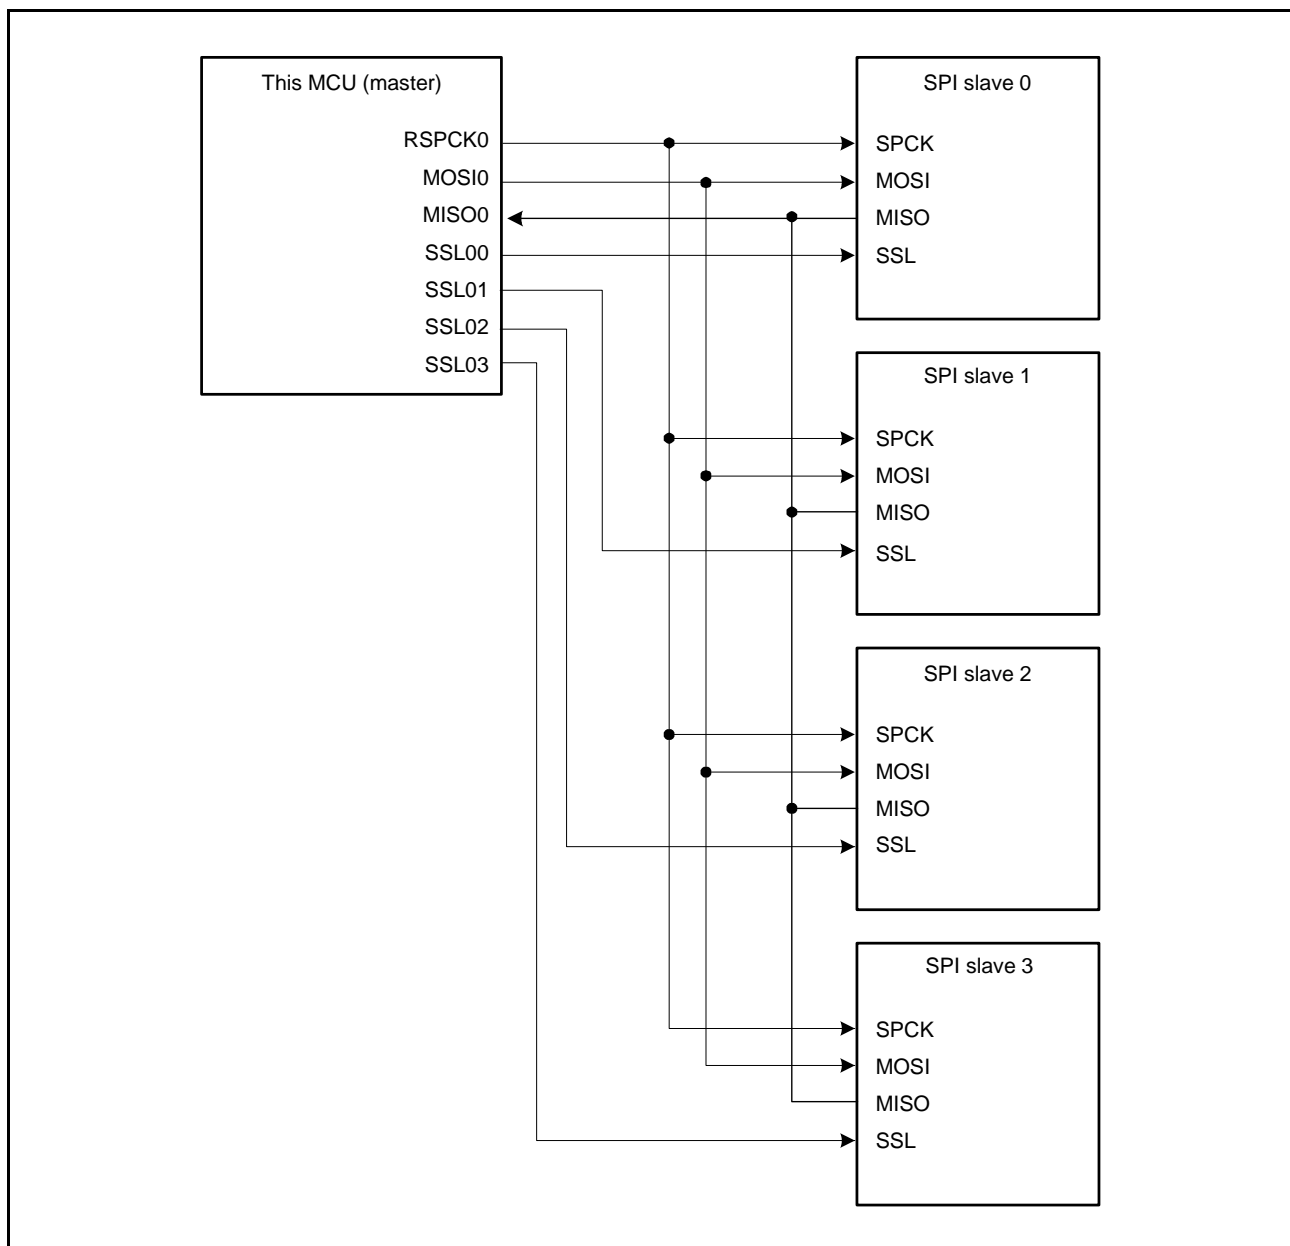 This MCU (master)
RSPCK0
MOSI0
MISO0
SSL00
SSL01
SSL02
SSL03
SPI slave 0
SPCK
MOSI
MISO
SSL
SPI slave 1
SPCK
MOSI
MISO
SSL
SPI slave 2
SPCK
MOSI
MISO
SSL
SPI slave 3
SPCK
MOSI
MISO
SSL